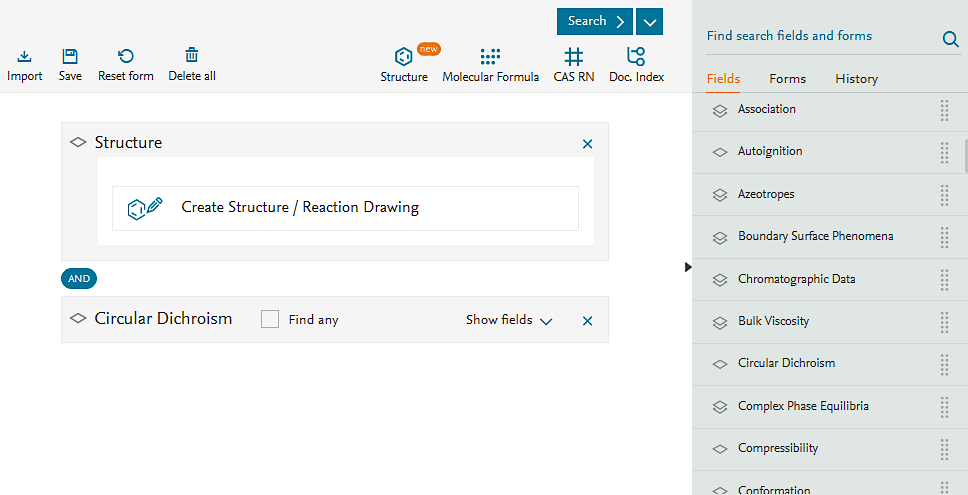 Search
Import
Save
Reset form
Delete all
Structure
new
Molecular Formula
CAS RN
Doc. Index
Structure
Create Structure / Reaction Drawing
AND
Circular Dichroism
Find any
Show fields
Find search fields and forms
Fields
Forms
History
Association
Autoignition
Azeotropes
Boundary Surface Phenomena
Chromatographic Data
Bulk Viscosity
Circular Dichroism
Complex Phase Equilibria
Compressibility
Conformation